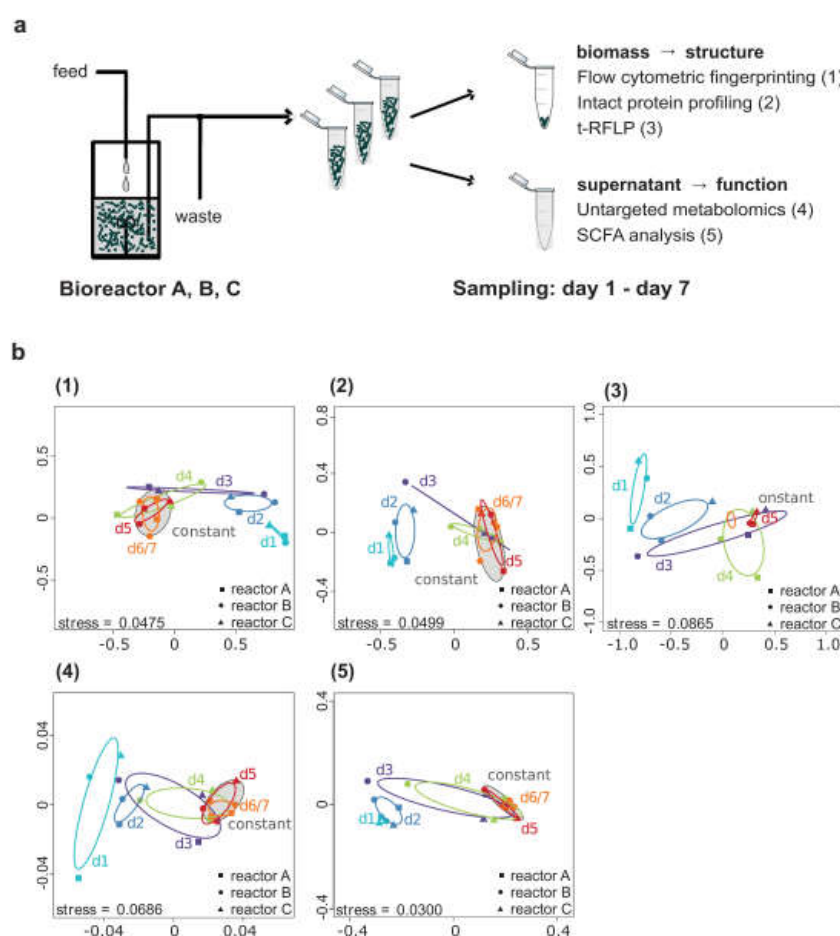 a
feed
waste
Bioreactor A, B, C
Sampling: day 1 - day 7
biomass → structure
Flow cytometric fingerprinting (1)
Intact protein profiling (2)
t-RFLP (3)
supernatant → function
Untargeted metabolomics (4)
SCFA analysis (5)
b
(1)
0.5
0
-0.5
-0.5
0
0.5
d4
d3
d2
d1
d5
d6/7
constant
reactor A
reactor B
reactor C
stress = 0.0475
(2)
0.8
0.4
0
-0.4
-0.4
0
0.4
d3
d2
d1
d4
d6/7
d5
constant
reactor A
reactor B
reactor C
stress = 0.0499
(3)
1.0
0.5
0
-0.5
-1.0
-1.0
0
0.5
1.0
d1
d2
d3
d4
d5
onstant
reactor A
reactor B
reactor C
stress = 0.0865
(4)
0.04
0
-0.04
-0.04
0
0.04
d1
d2
d3
d4
d5
d6/7
constant
reactor A
reactor B
reactor C
stress = 0.0686
(5)
0.4
0
-0.4
-0.4
0
0.4
d3
d4
d1
d2
constant
d6/7
d5
reactor A
reactor B
reactor C
stress = 0.0300